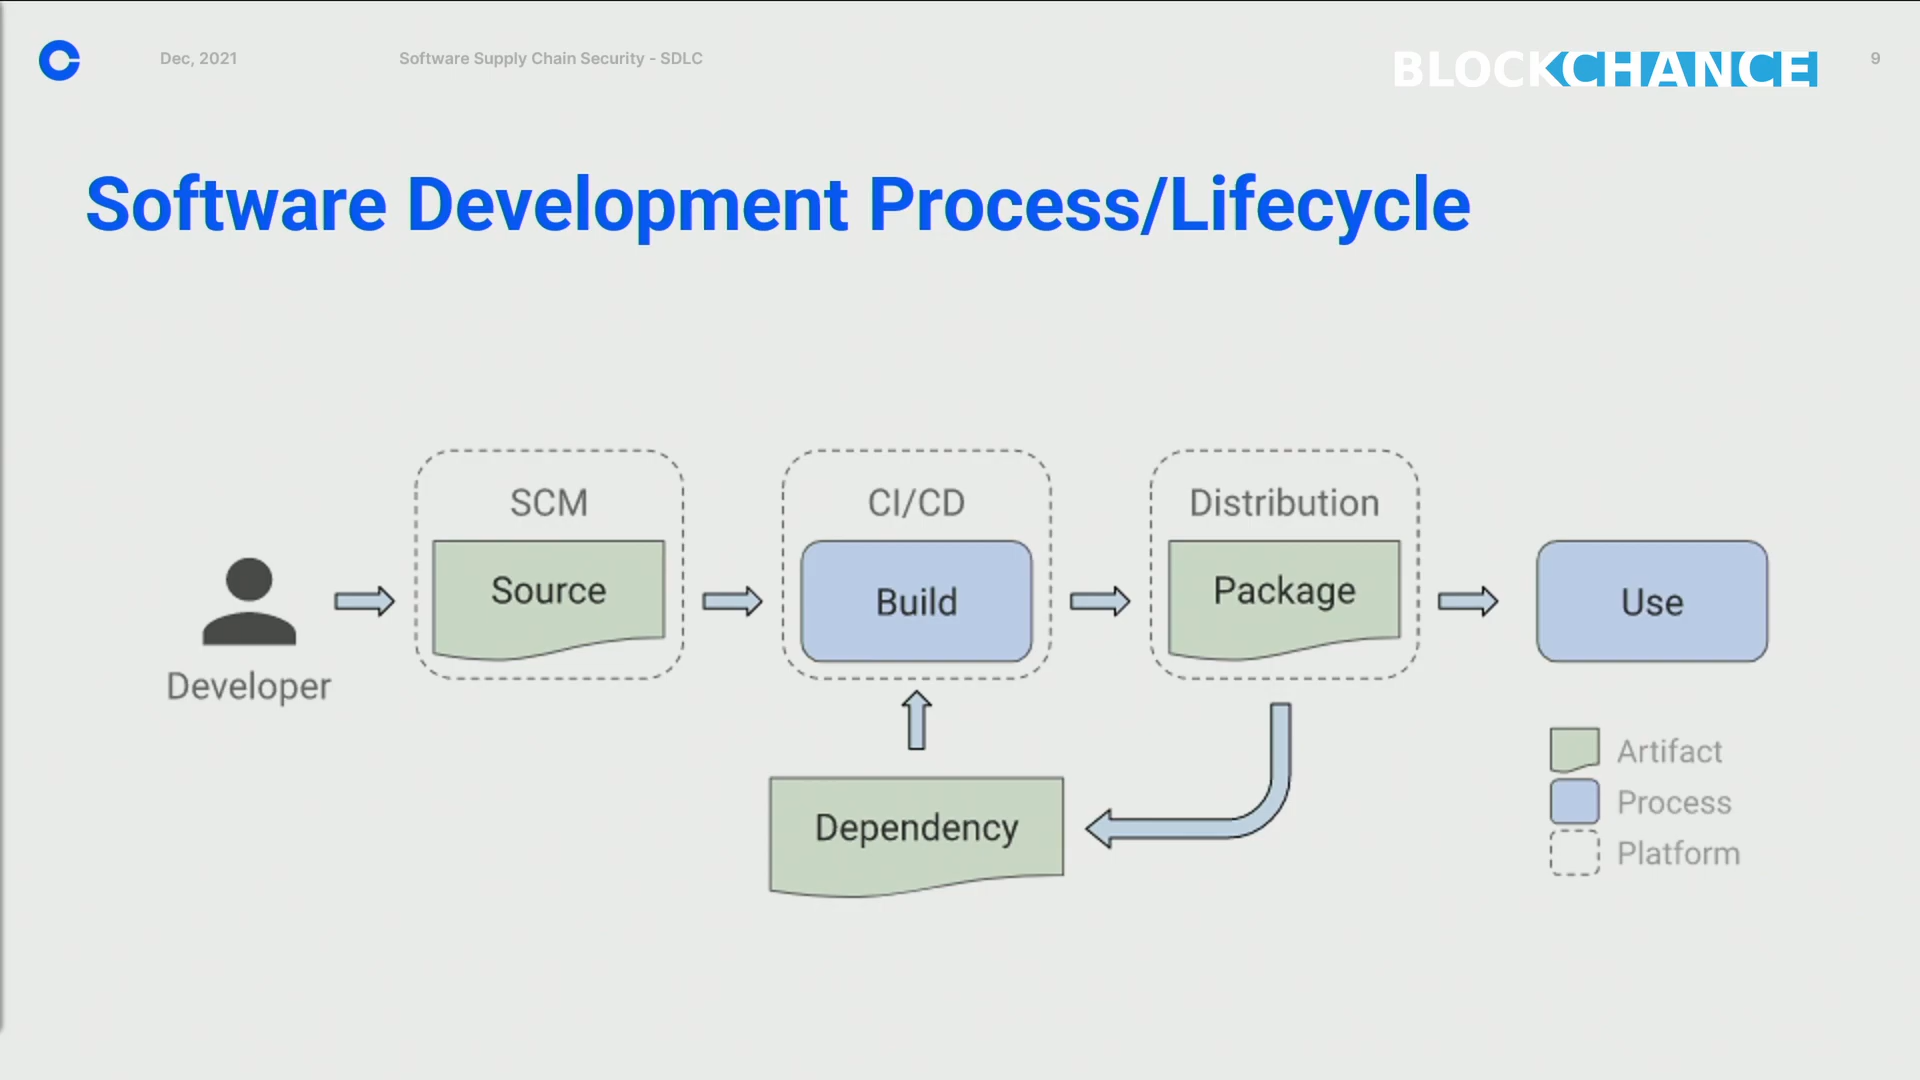 Dec, 2021
Software Supply Chain Security - SDLC
BLOCKCHANCE
9
Software Development Process/Lifecycle
SCM
CI/CD
Distribution
Source
Build
Package
Use
Developer
Dependency
Artifact
Process
Platform